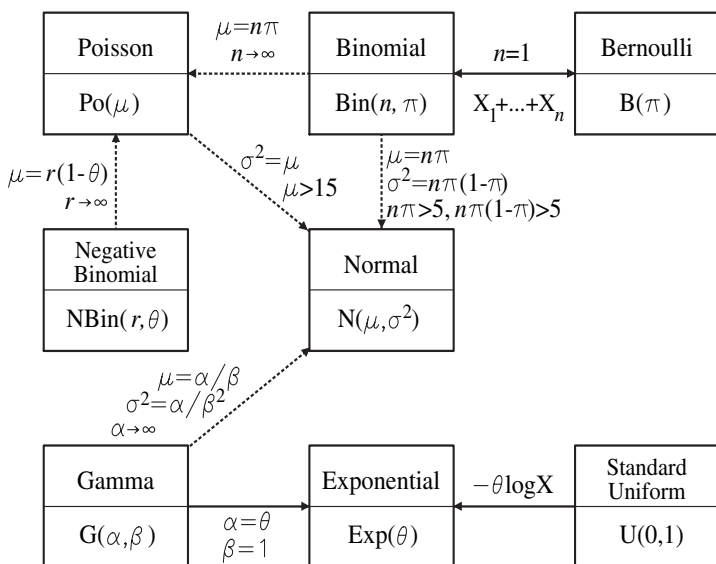 Poisson
Po(μ)
μ=nπ
n→∞
Binomial
Bin(n, π)
n=1
X₁+...+Xₙ
Bernoulli
B(π)
μ=r(1-θ)
r→∞
σ²=μ
μ>15
μ=nπ
σ²=nπ(1-π)
nπ>5, nπ(1-π)>5
Negative
Binomial
NBin(r,θ)
Normal
N(μ,σ²)
μ=α/β
σ²=α/β²
α→∞
Gamma
G(α,β)
α=θ
β=1
Exponential
Exp(θ)
−θlogX
Standard
Uniform
U(0,1)